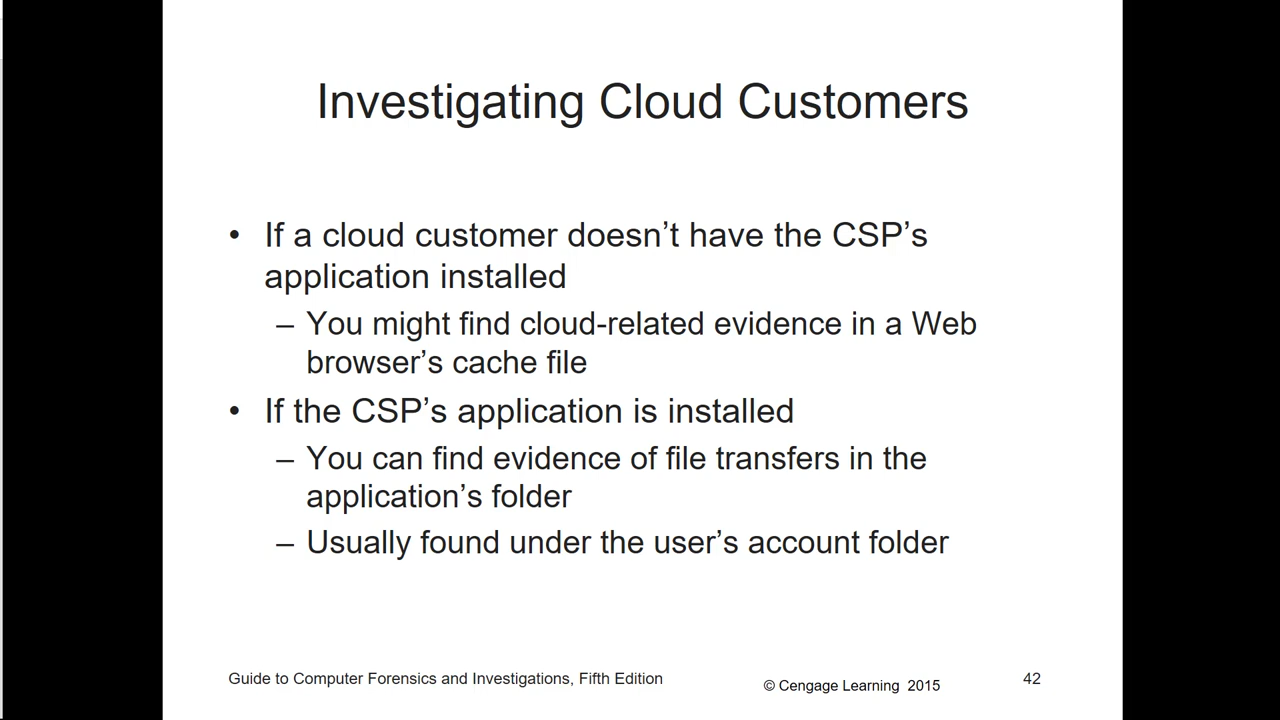 Investigating Cloud Customers
• If a cloud customer doesn’t have the CSP’s
application installed
– You might find cloud-related evidence in a Web
browser’s cache file
• If the CSP’s application is installed
– You can find evidence of file transfers in the
application’s folder
– Usually found under the user’s account folder
Guide to Computer Forensics and Investigations, Fifth Edition
© Cengage Learning 2015
42